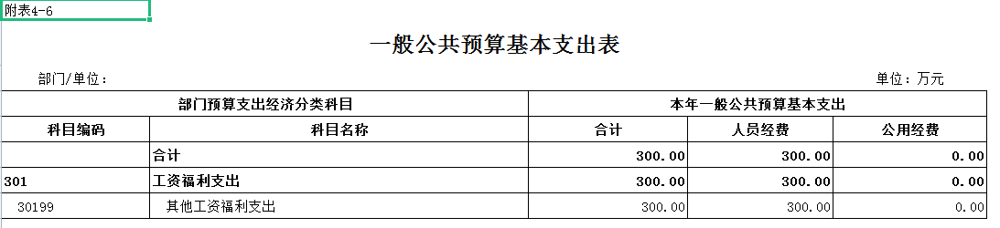 附表4-6
一般公共预算基本支出表
部门/单位： 单位：万元
部门预算支出经济分类科目 本年一般公共预算基本支出
科目编码 科目名称 合计 人员经费 公用经费
合计 300.00 300.00 0.00
301 工资福利支出 300.00 300.00 0.00
30199 其他工资福利支出 300.00 300.00 0.00